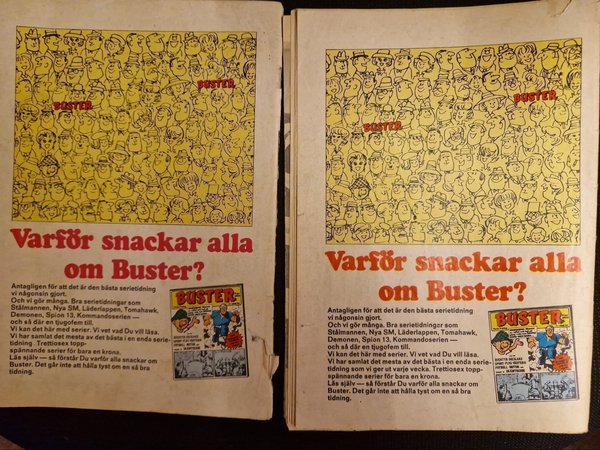 BUSTER
BUSTER
Varför snackar alla
om Buster?
Antagligen för att det är den bästa serietidning
vi någonsin gjort.
Och vi gör många. Bra serietidningar som
Stålmannen, Nya SM, Läderlappen, Tomahawk,
Demonen, Spion 13, Kommandoserien —
och så där en tjugofem till.
Vi kan det här med serier. Vi vet vad Du vill läsa.
Vi har samlat det mesta av det bästa i en enda serie-
tidning som vi ger ut varje vecka. Trettiosex topp-
spännande serier för bara en krona.
Läs själv — så förstår Du varför alla snackar om
Buster. Det går inte att hålla tyst om en så bra
tidning.
BUSTER
BUSTER
BUSTER
Varför snackar alla
om Buster?
Antagligen för att det är den bästa serietidning
vi någonsin gjort.
Och vi gör många. Bra serietidningar som
Stålmannen, Nya SM, Läderlappen, Tomahawk,
Demonen, Spion 13, Kommandoserien —
och så där en tjugofem till.
Vi kan det här med serier. Vi vet vad Du vill läsa.
Vi har samlat det mesta av det bästa i en enda serie-
tidning som vi ger ut varje vecka. Trettiosex topp-
spännande serier för bara en krona.
Läs själv — så förstår Du varför alla snackar om
Buster. Det går inte att hålla tyst om en så bra
tidning.
BUSTER